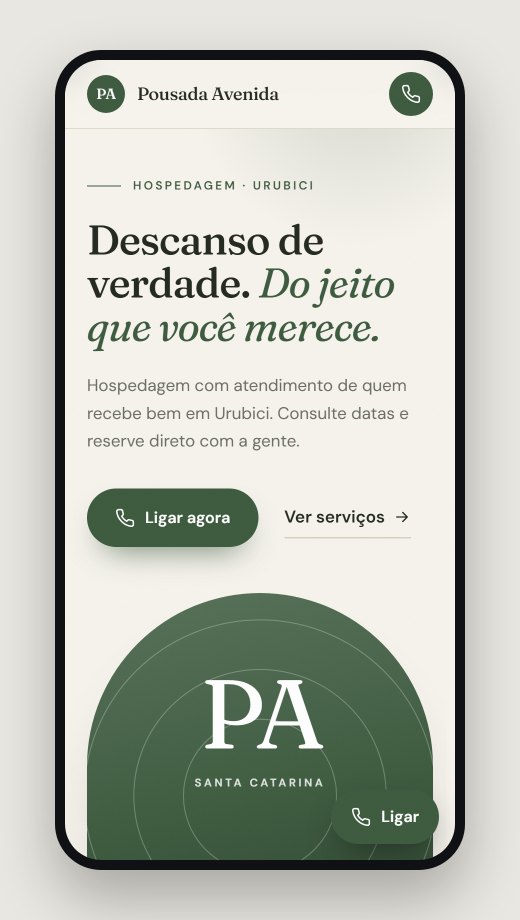 PA Pousada Avenida
HOSPEDAGEM · URUBICI
Descanso de
verdade. Do jeito
que você merece.
Hospedagem com atendimento de quem
recebe bem em Urubici. Consulte datas e
reserve direto com a gente.
Ligar agora
Ver serviços →
PA
SANTA CATARINA
Ligar